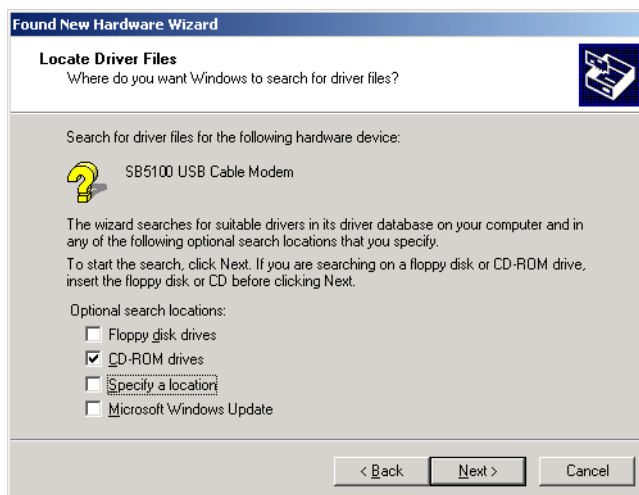 Found New Hardware Wizard
Locate Driver Files
Where do you want Windows to search for driver files?
Search for driver files for the following hardware device:
SB5100 USB Cable Modem
The wizard searches for suitable drivers in its driver database on your computer and in
any of the following optional search locations that you specify.
To start the search, click Next. If you are searching on a floppy disk or CD-ROM drive,
insert the floppy disk or CD before clicking Next.
Optional search locations:
Floppy disk drives
CD-ROM drives
Specify a location
Microsoft Windows Update
< Back Next > Cancel